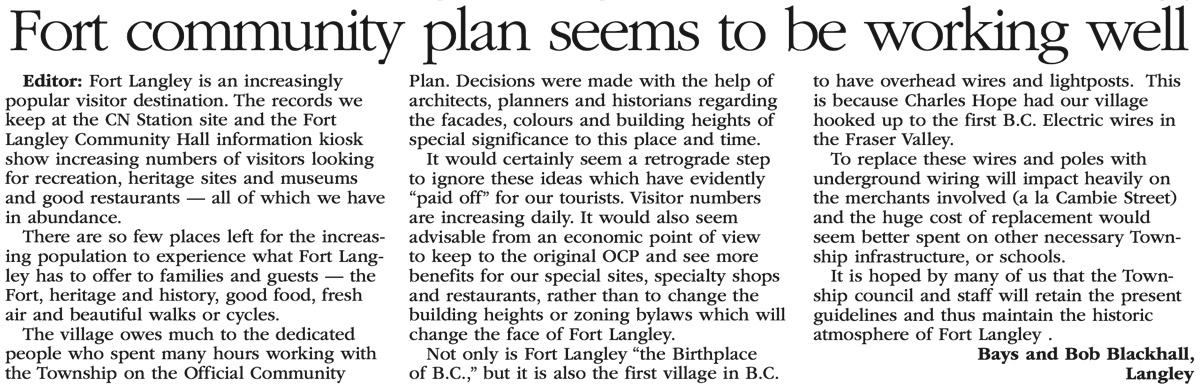 Fort community plan seems to be working well
Editor: Fort Langley is an increasingly
popular visitor destination. The records we
keep at the CN Station site and the Fort
Langley Community Hall information kiosk
show increasing numbers of visitors looking
for recreation, heritage sites and museums
and good restaurants — all of which we have
in abundance.
There are so few places left for the increas-
ing population to experience what Fort Lang-
ley has to offer to families and guests — the
Fort, heritage and history, good food, fresh
air and beautiful walks or cycles.
The village owes much to the dedicated
people who spent many hours working with
the Township on the Official Community
Plan. Decisions were made with the help of
architects, planners and historians regarding
the facades, colours and building heights of
special significance to this place and time.
It would certainly seem a retrograde step
to ignore these ideas which have evidently
“paid off” for our tourists. Visitor numbers
are increasing daily. It would also seem
advisable from an economic point of view
to keep to the original OCP and see more
benefits for our special sites, specialty shops
and restaurants, rather than to change the
building heights or zoning bylaws which will
change the face of Fort Langley.
Not only is Fort Langley “the Birthplace
of B.C.,” but it is also the first village in B.C.
to have overhead wires and lightposts.  This
is because Charles Hope had our village
hooked up to the first B.C. Electric wires in
the Fraser Valley.
To replace these wires and poles with
underground wiring will impact heavily on
the merchants involved (a la Cambie Street)
and the huge cost of replacement would
seem better spent on other necessary Town-
ship infrastructure, or schools.
It is hoped by many of us that the Town-
ship council and staff will retain the present
guidelines and thus maintain the historic
atmosphere of Fort Langley .
Bays and Bob Blackhall,
Langley